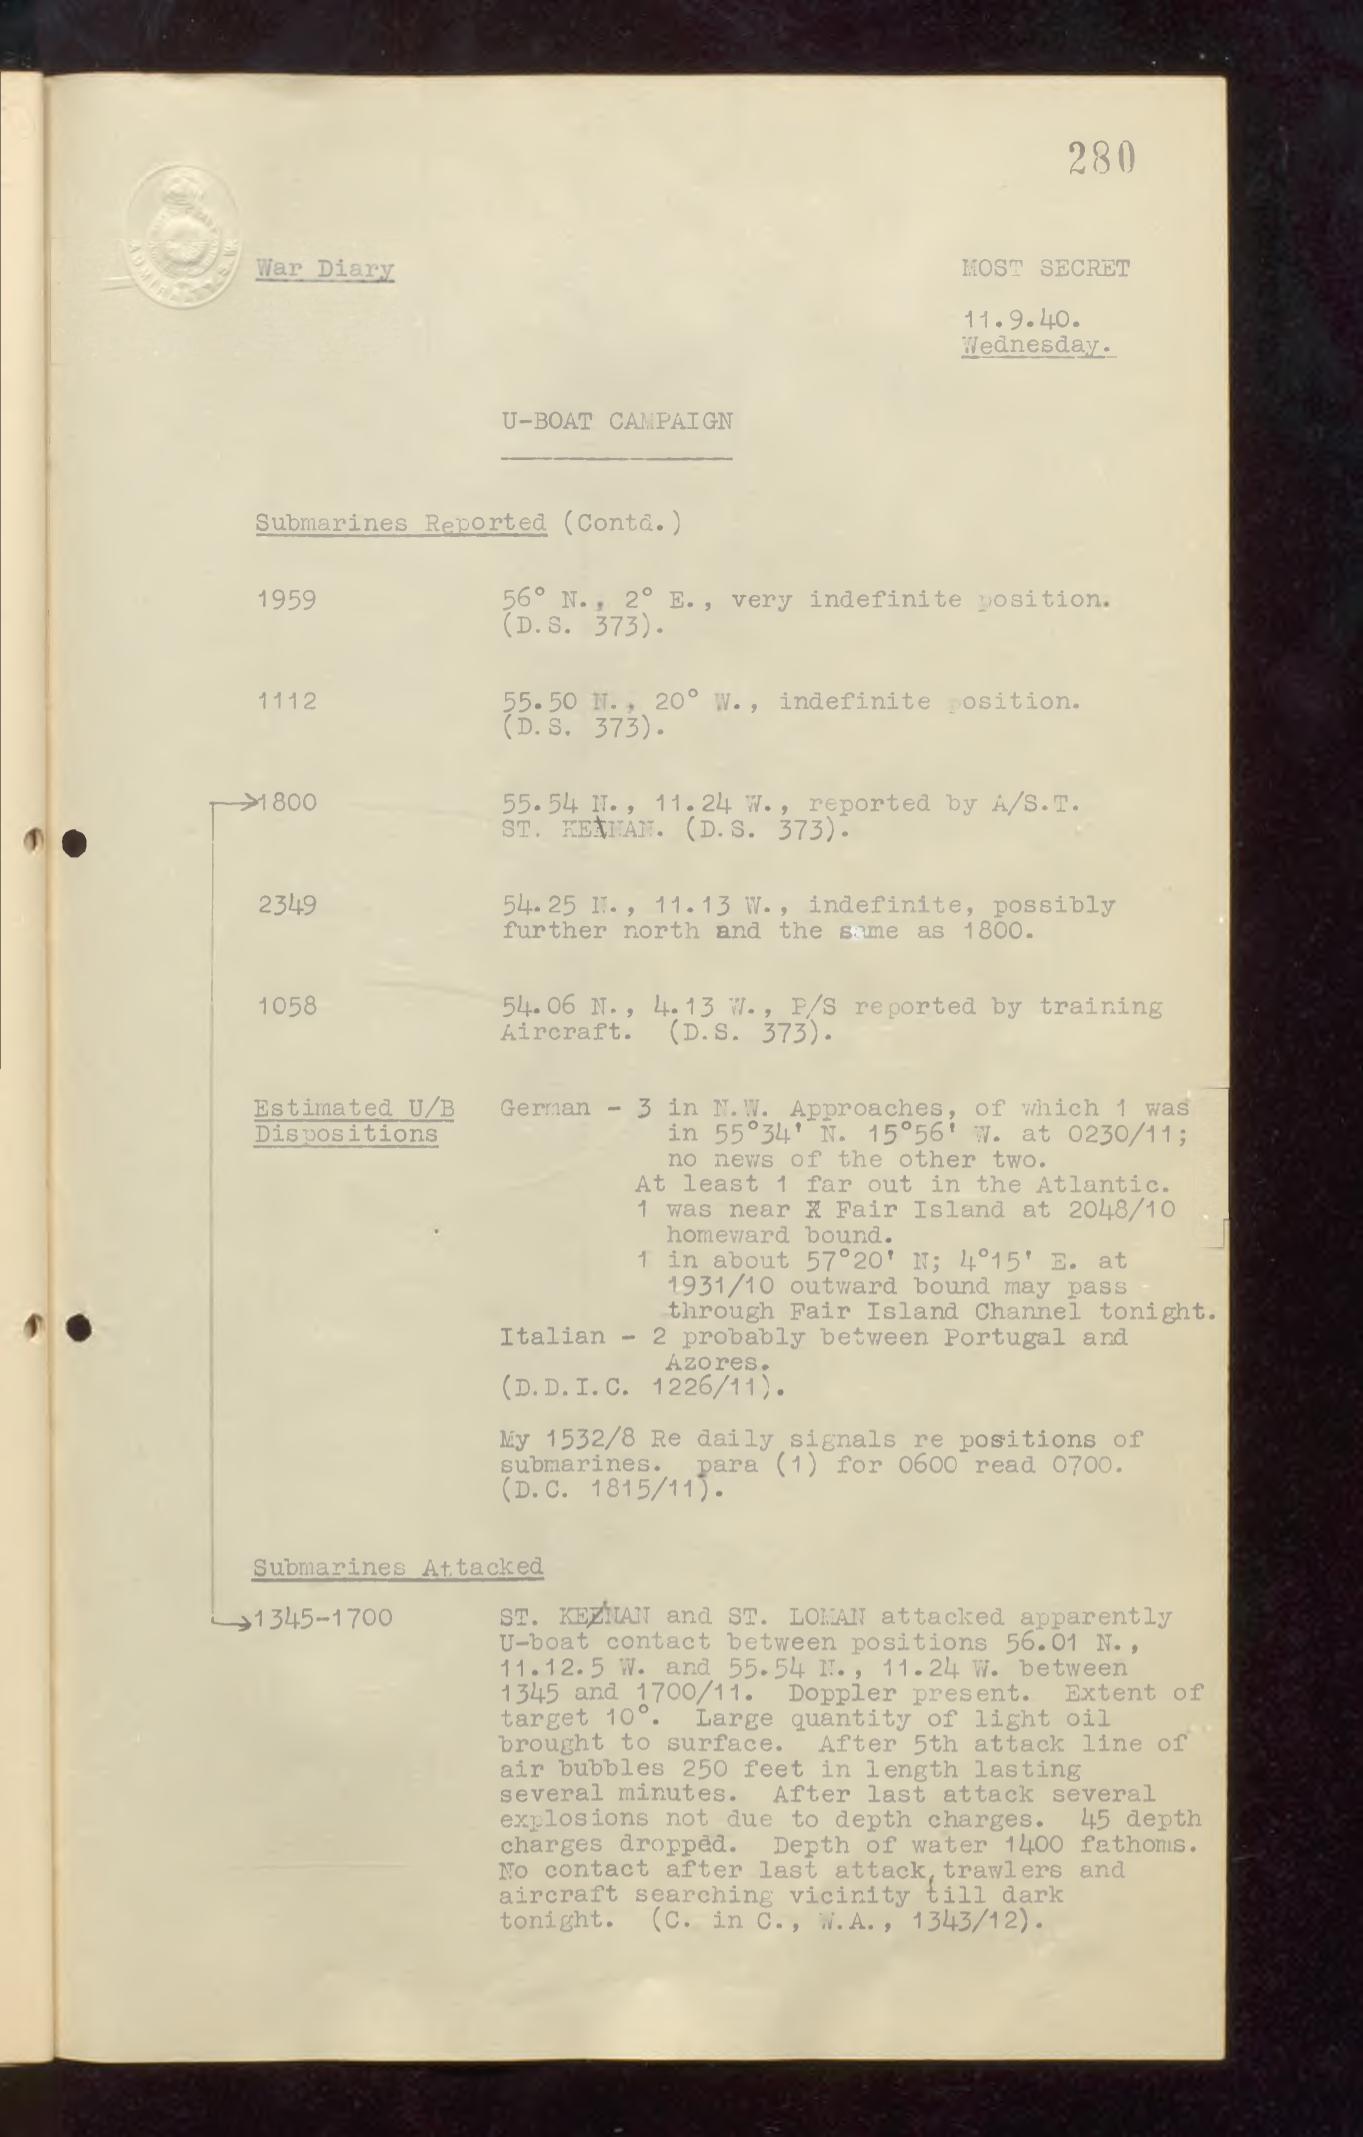 280
War Diary
MOST SECRET
11.9.40.
Wednesday.
U-BOAT CAMPAIGN
Submarines Reported (Contd.)
1959 56° N., 2° E., very indefinite position.
(D.S. 373).
1112 55.50 N., 20° W., indefinite position.
(D.S. 373).
1800 55.54 N., 11.24 W., reported by A/S.T.
ST. KENAN. (D.S. 373).
2349 54.25 N., 11.13 W., indefinite, possibly
further north and the same as 1800.
1058 54.06 N., 4.13 W., P/S reported by training
Aircraft. (D.S. 373).
Estimated U/B German - 3 in N.W. Approaches, of which 1 was
Dispositions in 55°34' N. 15°56' W. at 0230/11;
no news of the other two.
At least 1 far out in the Atlantic.
1 was near Fair Island at 2048/10
homeward bound.
1 in about 57°20' N; 4°15' E. at
1931/10 outward bound may pass
through Fair Island Channel tonight.
Italian - 2 probably between Portugal and
Azores.
(D.D.I.C. 1226/11).
My 1532/8 Re daily signals re positions of
submarines. para (1) for 0600 read 0700.
(D.C. 1815/11).
Submarines Attacked
1345-1700 ST. KENAN and ST. LOMAN attacked apparently
U-boat contact between positions 56.01 N.,
11.12.5 W. and 55.54 N., 11.24 W. between
1345 and 1700/11. Doppler present. Extent of
target 10°. Large quantity of light oil
brought to surface. After 5th attack line of
air bubbles 250 feet in length lasting
several minutes. After last attack several
explosions not due to depth charges. 45 depth
charges dropped. Depth of water 1400 fathoms.
No contact after last attack, trawlers and
aircraft searching vicinity till dark
tonight. (C. in C., W.A., 1343/12).